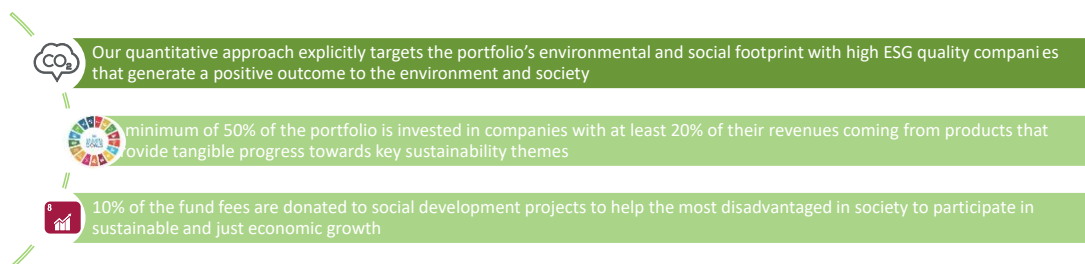 CO₂
Our quantitative approach explicitly targets the portfolio's environmental and social footprint with high ESG quality companies
that generate a positive outcome to the environment and society
minimum of 50% of the portfolio is invested in companies with at least 20% of their revenues coming from products that
ovide tangible progress towards key sustainability themes
8
10% of the fund fees are donated to social development projects to help the most disadvantaged in society to participate in
sustainable and just economic growth